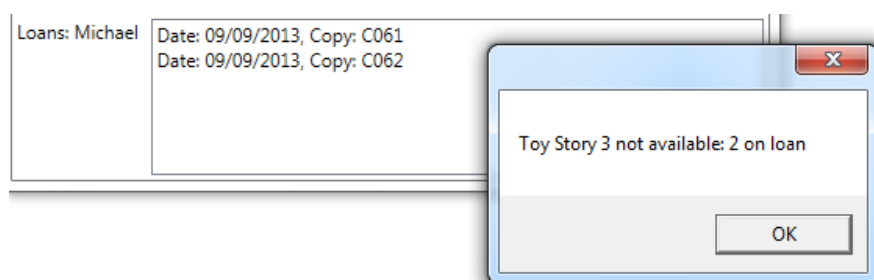 Loans: Michael
Date: 09/09/2013, Copy: C061
Date: 09/09/2013, Copy: C062
Toy Story 3 not available: 2 on loan
OK